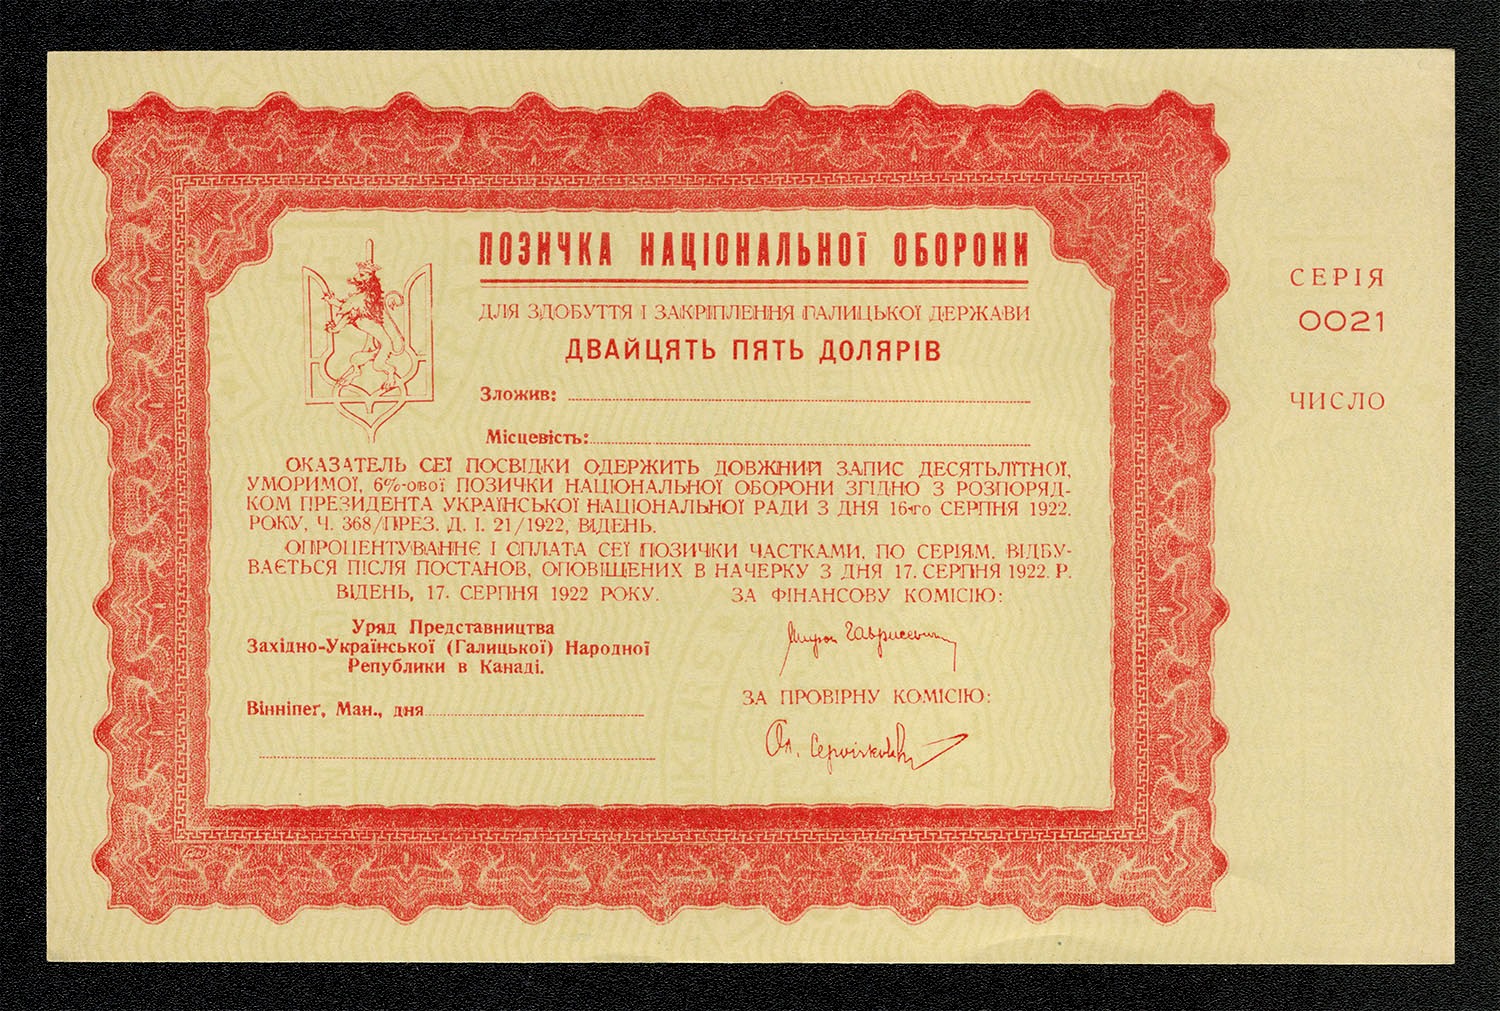 ПОЗИЧКА НАЦІОНАЛЬНОЇ ОБОРОНИ
ДЛЯ ЗДОБУТТЯ І ЗАКРІПЛЕННЯ ГАЛИЦЬКОЇ ДЕРЖАВИ
ДВАЙЦЯТЬ ПЯТЬ ДОЛЯРІВ
Зложив:
Місцевість:
ОКАЗАТЕЛЬ СЕЇ ПОСВІДКИ ОДЕРЖИТЬ ДОВЖНИЙ ЗАПИС ДЕСЯТЬЛІТНОЇ,
УМОРИМОЇ, 6%-ової ПОЗИЧКИ НАЦІОНАЛЬНОЇ ОБОРОНИ ЗГІДНО З РОЗПОРЯД-
КОМ ПРЕЗИДЕНТА УКРАЇНСЬКОЇ НАЦІОНАЛЬНОЇ РАДИ З ДНЯ 16-го СЕРПНЯ 1922.
РОКУ, Ч. 368/ПРЕЗ. Д. І. 21/1922, ВІДЕНЬ.
ОПРОЦЕНТУВАННЄ І СПЛАТА СЕЇ ПОЗИЧКИ ЧАСТКАМИ, ПО СЕРІЯМ, ВІДБУ-
ВАЄТЬСЯ ПІСЛЯ ПОСТАНОВ, ОПОВІЩЕНИХ В НАЧЕРКУ З ДНЯ 17. СЕРПНЯ 1922. Р.
ВІДЕНЬ, 17. СЕРПНЯ 1922 РОКУ.
ЗА ФІНАНСОВУ КОМІСІЮ:
Уряд Представництва
Західно-Української (Галицької) Народної
Републики в Канаді.
Мирон Гаврисевич
ЗА ПРОВІРНУ КОМІСІЮ:
Вінніпеґ, Ман., дня
Ол.
СЕРІЯ
0021
ЧИСЛО